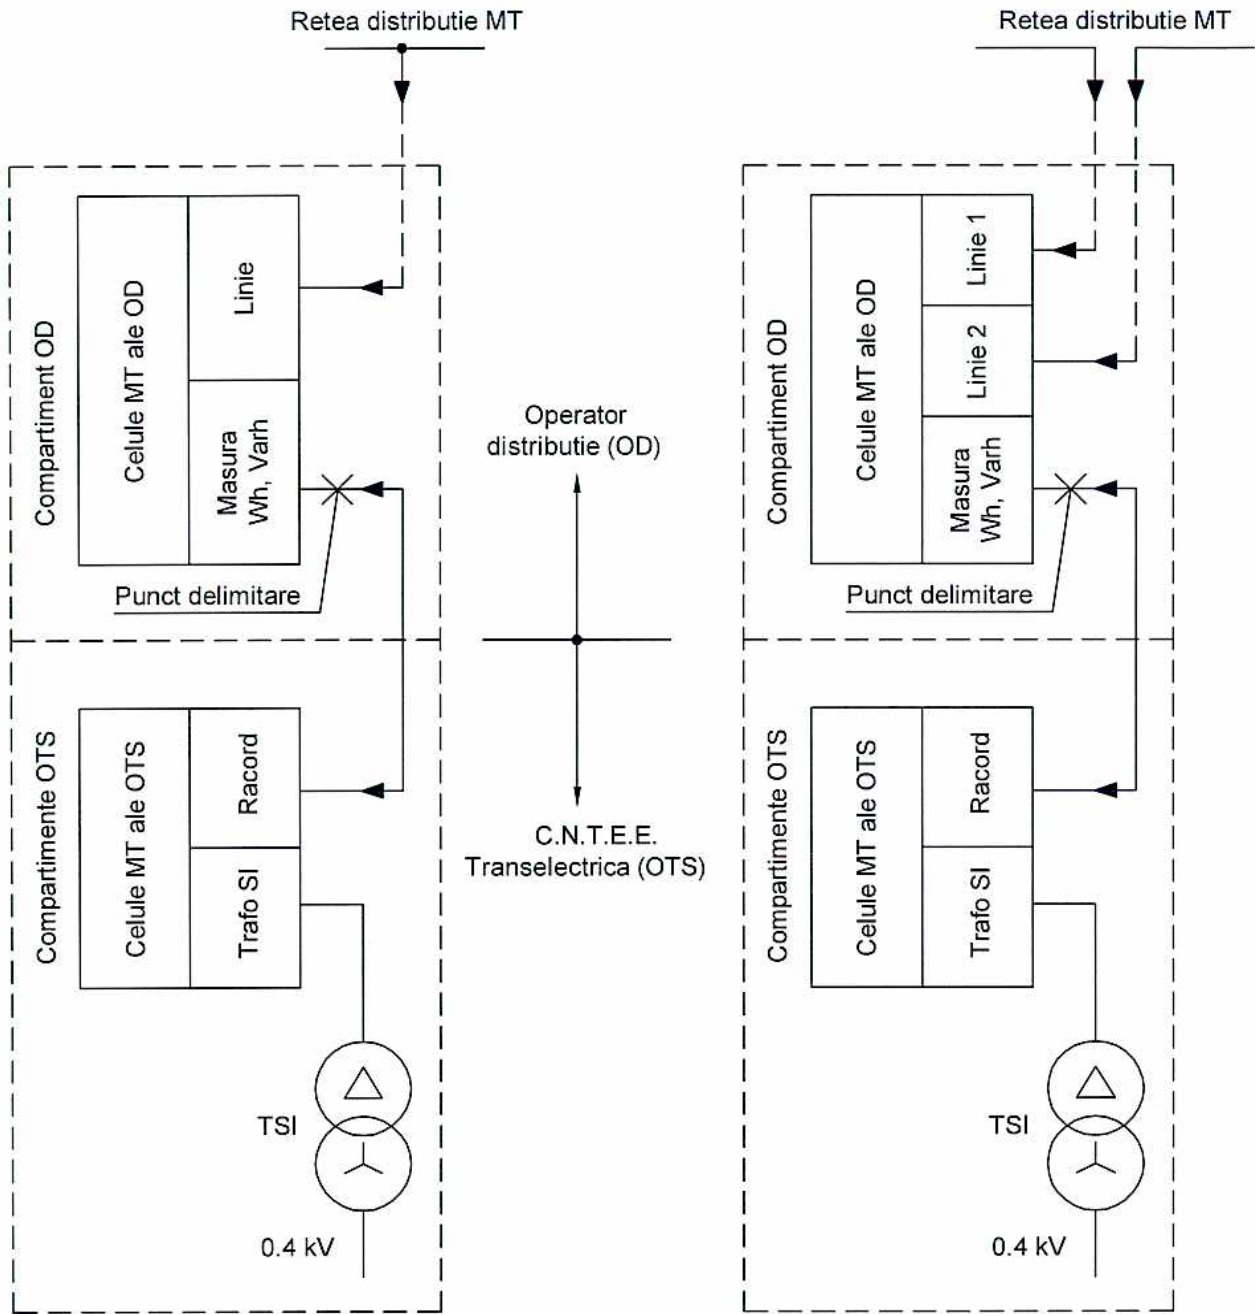 Retea distributie MT
Compartiment OD
Celule MT ale OD
Linie
Masura
Wh, Varh
Punct delimitare
Compartimente OTS
Celule MT ale OTS
Racord
Trafo SI
TSI
0.4 kV
Operator
distributie (OD)
C.N.T.E.E.
Transelectrica (OTS)
Retea distributie MT
Compartiment OD
Celule MT ale OD
Linie 1
Linie 2
Masura
Wh, Varh
Punct delimitare
Compartimente OTS
Celule MT ale OTS
Racord
Trafo SI
TSI
0.4 kV